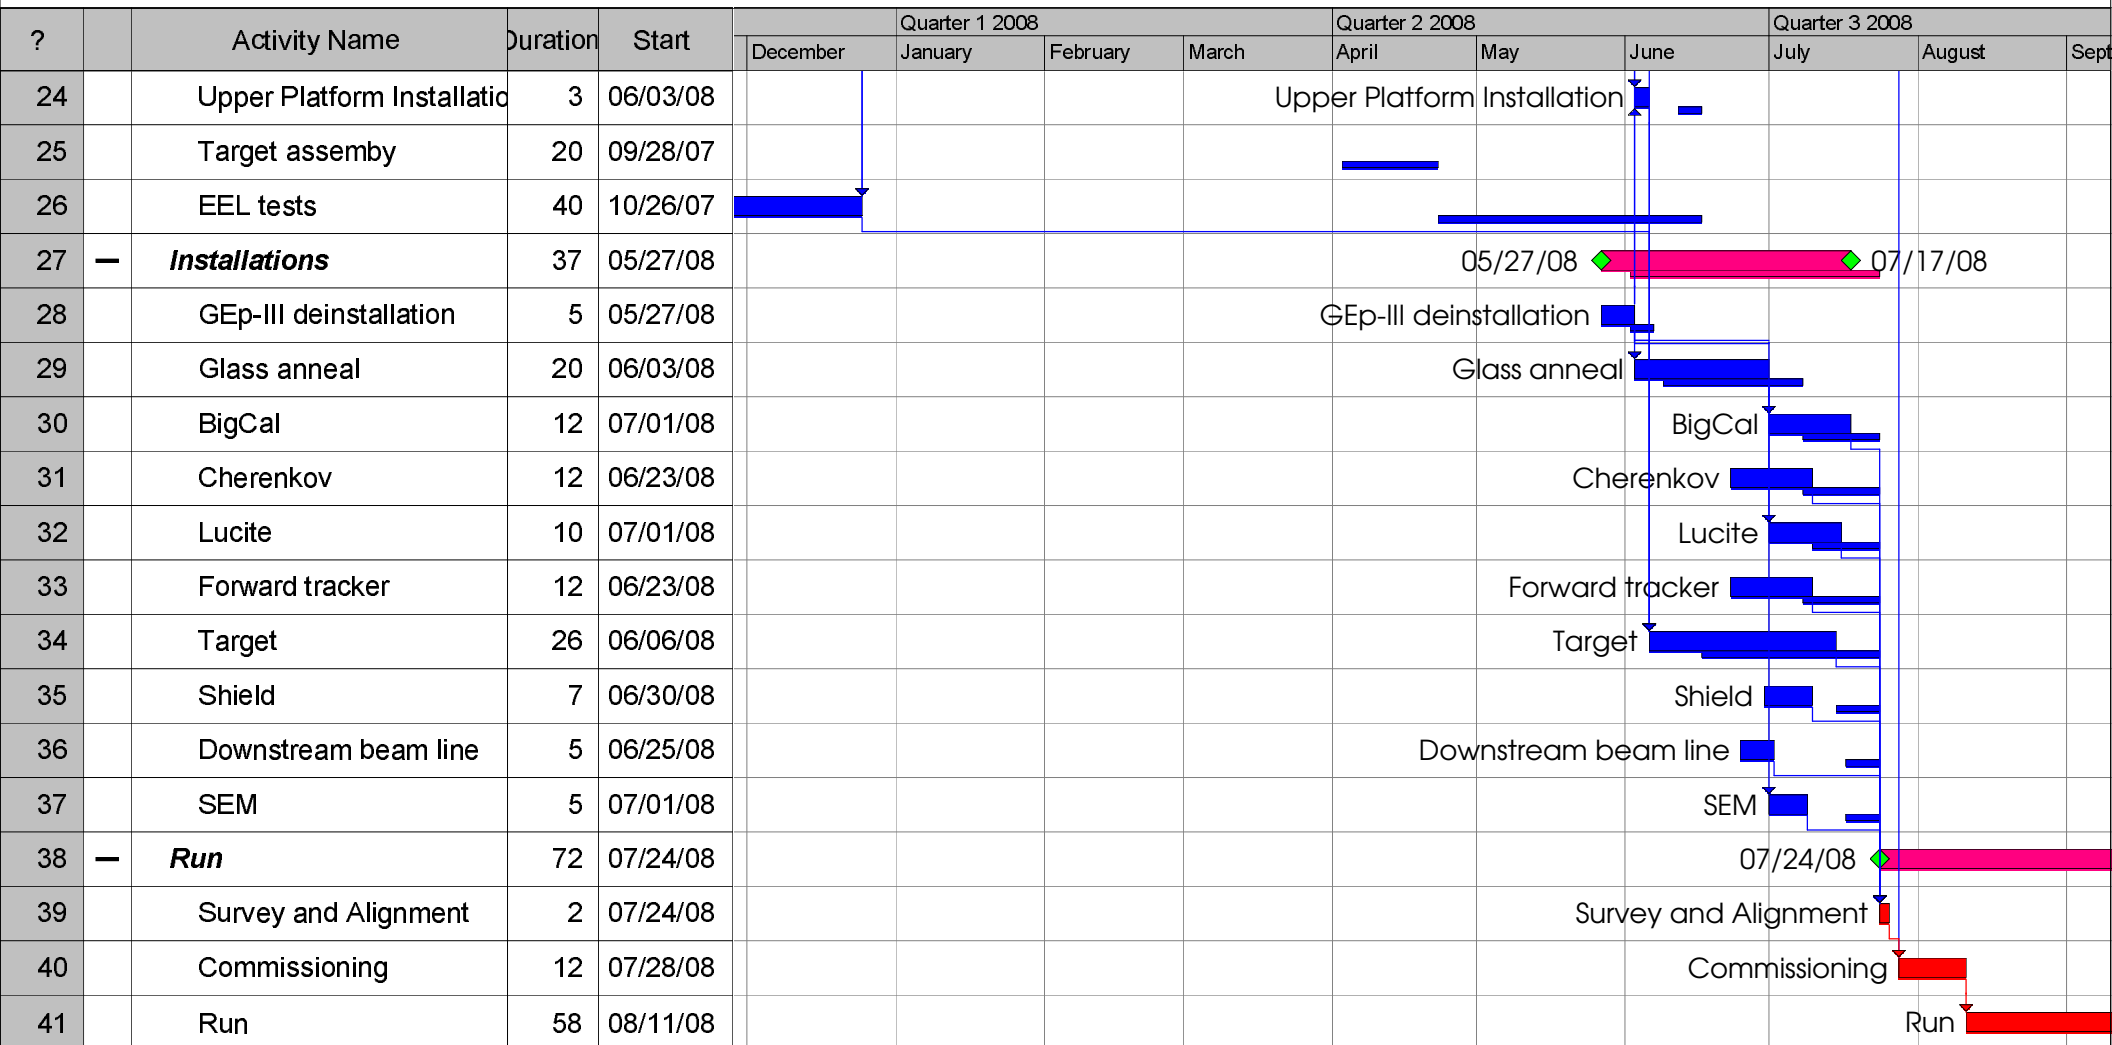 ? Activity Name Duration Start Quarter 1 2008 Quarter 2 2008 Quarter 3 2008
December January February March April May June July August Sept
24 Upper Platform Installatio 3 06/03/08 Upper Platform Installation
25 Target assemby 20 09/28/07
26 EEL tests 40 10/26/07
27 — Installations 37 05/27/08 05/27/08 07/17/08
28 GEp-III deinstallation 5 05/27/08 GEp-III deinstallation
29 Glass anneal 20 06/03/08 Glass anneal
30 BigCal 12 07/01/08 BigCal
31 Cherenkov 12 06/23/08 Cherenkov
32 Lucite 10 07/01/08 Lucite
33 Forward tracker 12 06/23/08 Forward tracker
34 Target 26 06/06/08 Target
35 Shield 7 06/30/08 Shield
36 Downstream beam line 5 06/25/08 Downstream beam line
37 SEM 5 07/01/08 SEM
38 — Run 72 07/24/08 07/24/08
39 Survey and Alignment 2 07/24/08 Survey and Alignment
40 Commissioning 12 07/28/08 Commissioning
41 Run 58 08/11/08 Run